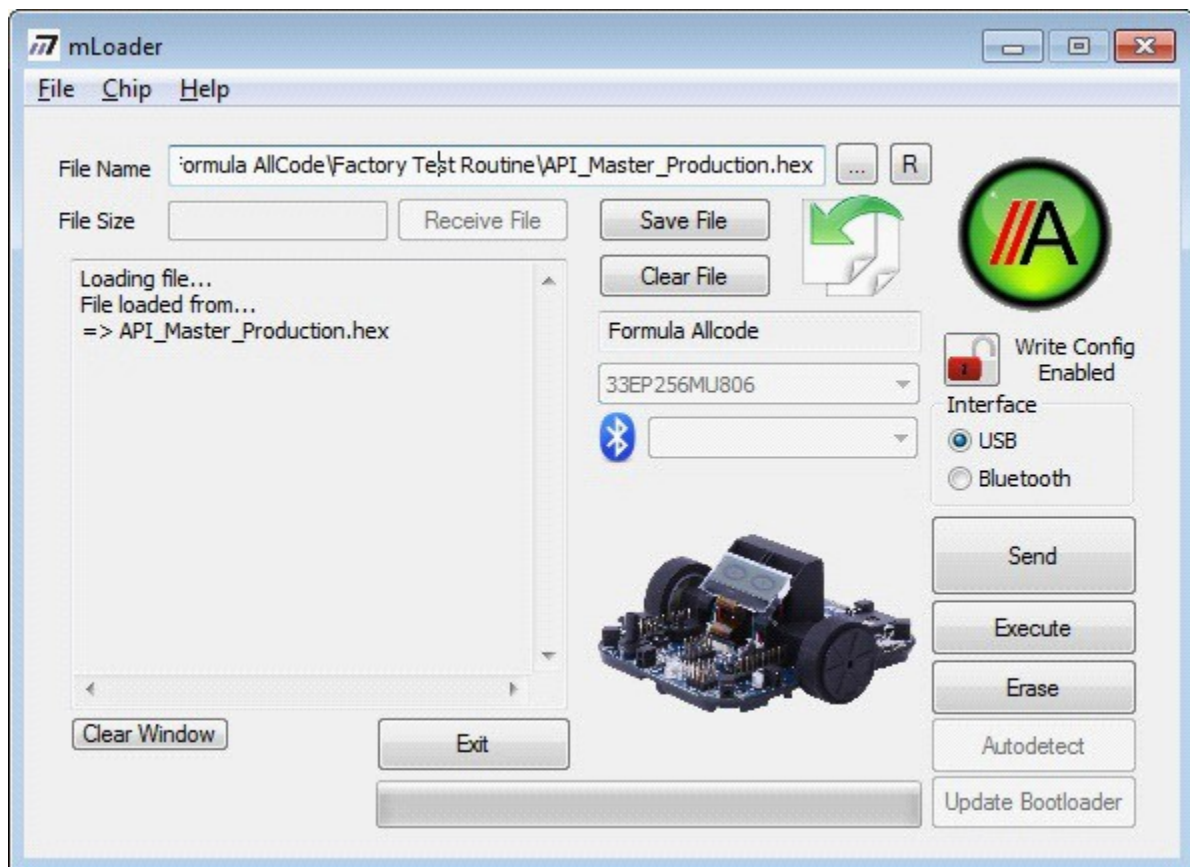 mLoader
File Chip Help
File Name ormula AllCode\Factory Test Routine\API_Master_Production.hex ... R
File Size Receive File Save File
Clear File
Loading file...
File loaded from...
=> API_Master_Production.hex
//A
Formula Allcode
33EP256MU806
Write Config
Enabled
Interface
USB
Bluetooth
Send
Execute
Erase
Autodetect
Update Bootloader
Clear Window
Exit